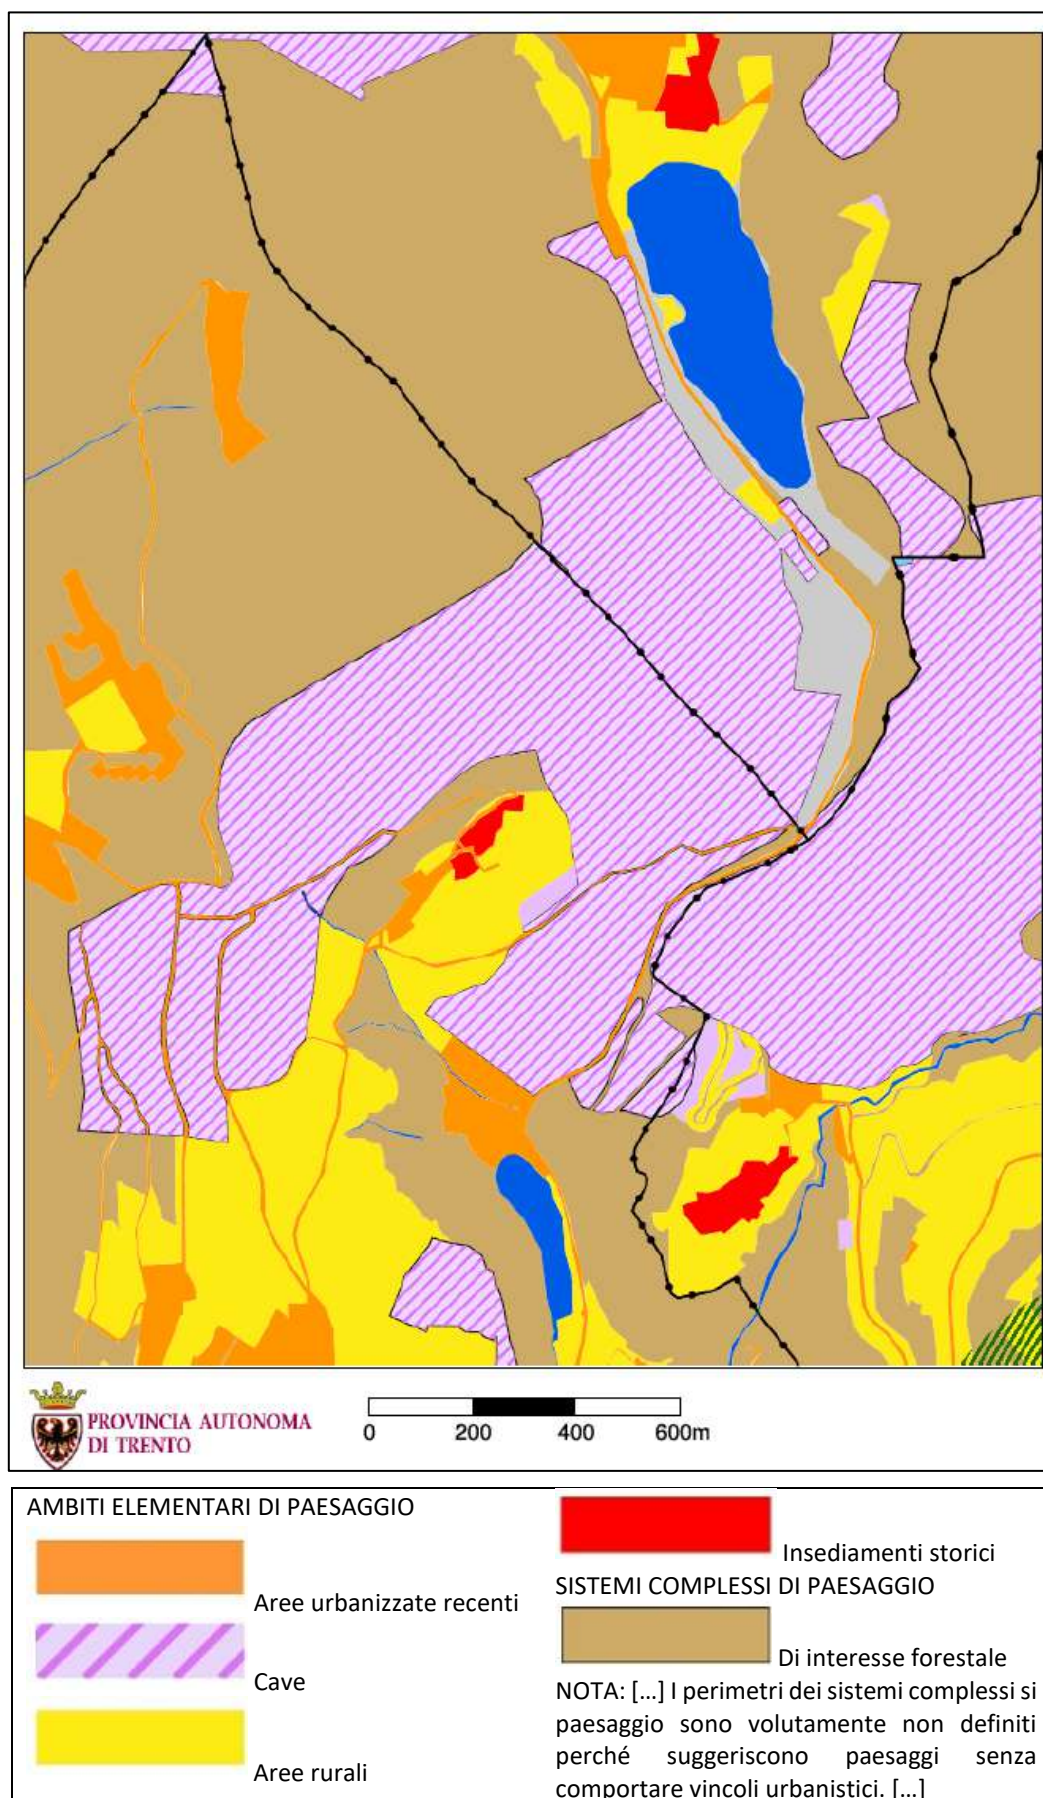 PROVINCIA AUTONOMA
DI TRENTO
0 200 400 600m
AMBITI ELEMENTARI DI PAESAGGIO
Aree urbanizzate recenti
Cave
Aree rurali
Insediamenti storici
SISTEMI COMPLESSI DI PAESAGGIO
Di interesse forestale
NOTA: […] I perimetri dei sistemi complessi si
paesaggio sono volutamente non definiti
perché suggeriscono paesaggi senza
comportare vincoli urbanistici. […]